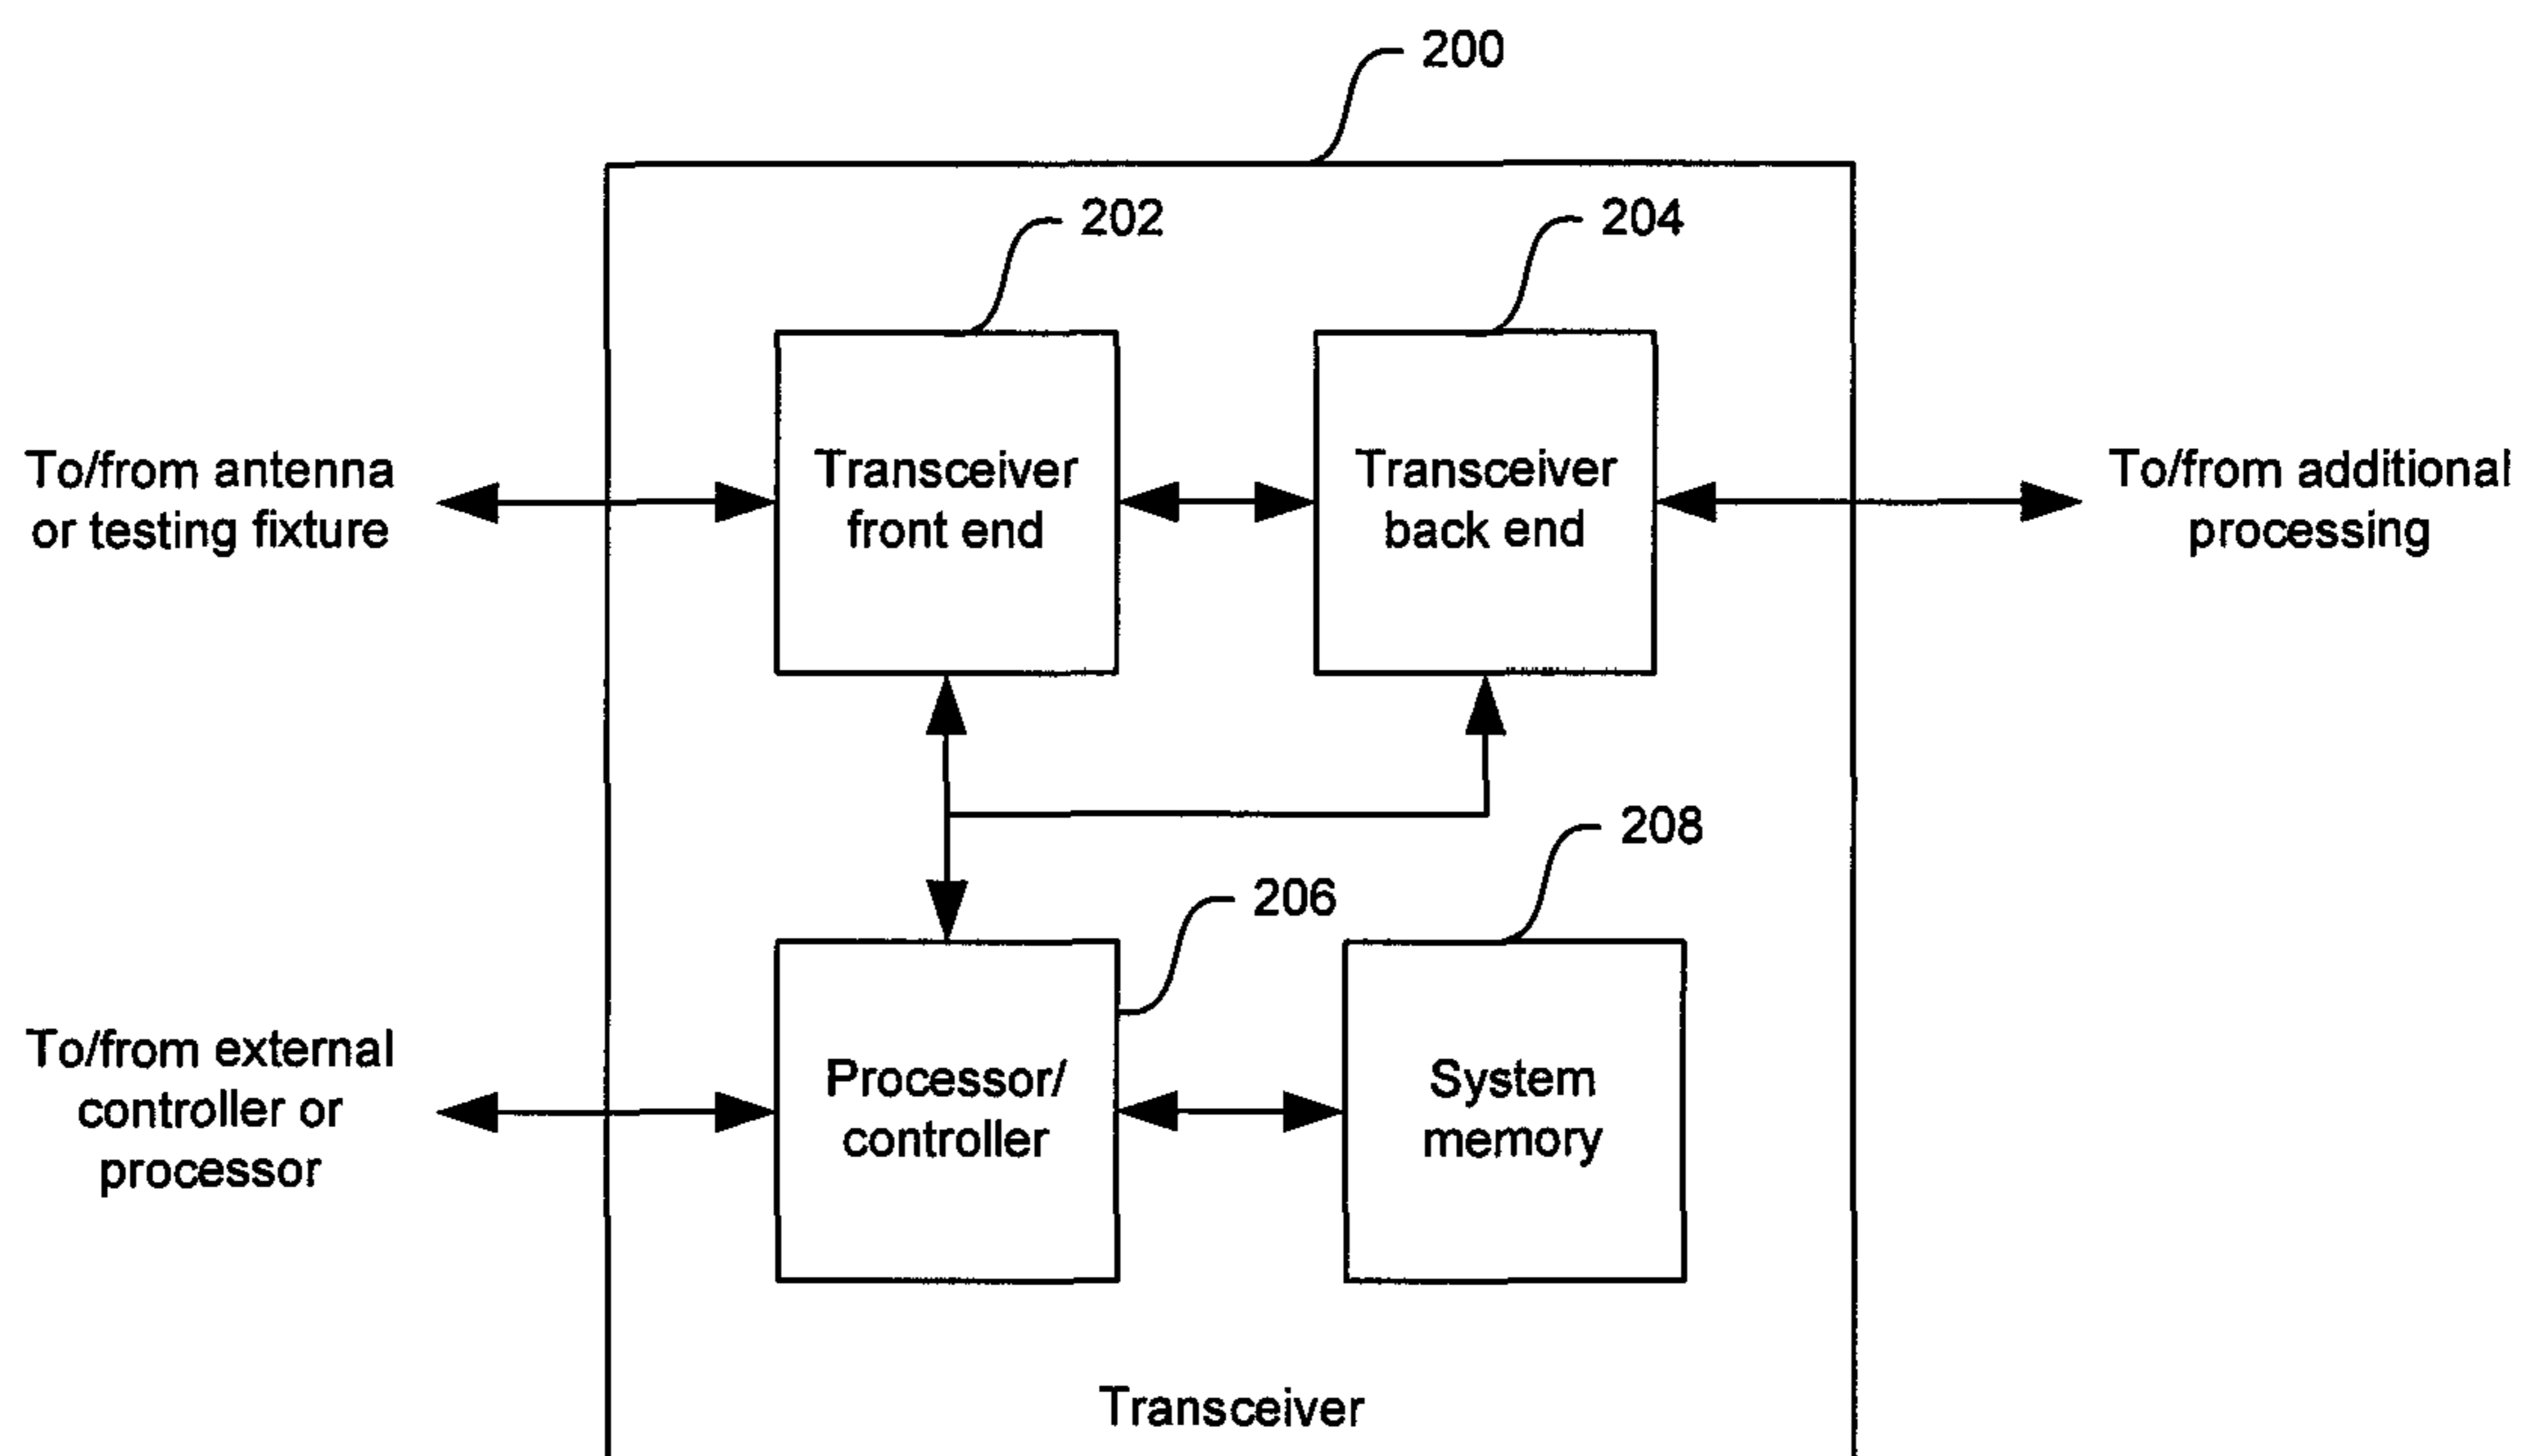 200
202
204
To/from antenna
or testing fixture
Transceiver
front end
Transceiver
back end
To/from additional
processing
208
206
To/from external
controller or
processor
Processor/
controller
System
memory
Transceiver